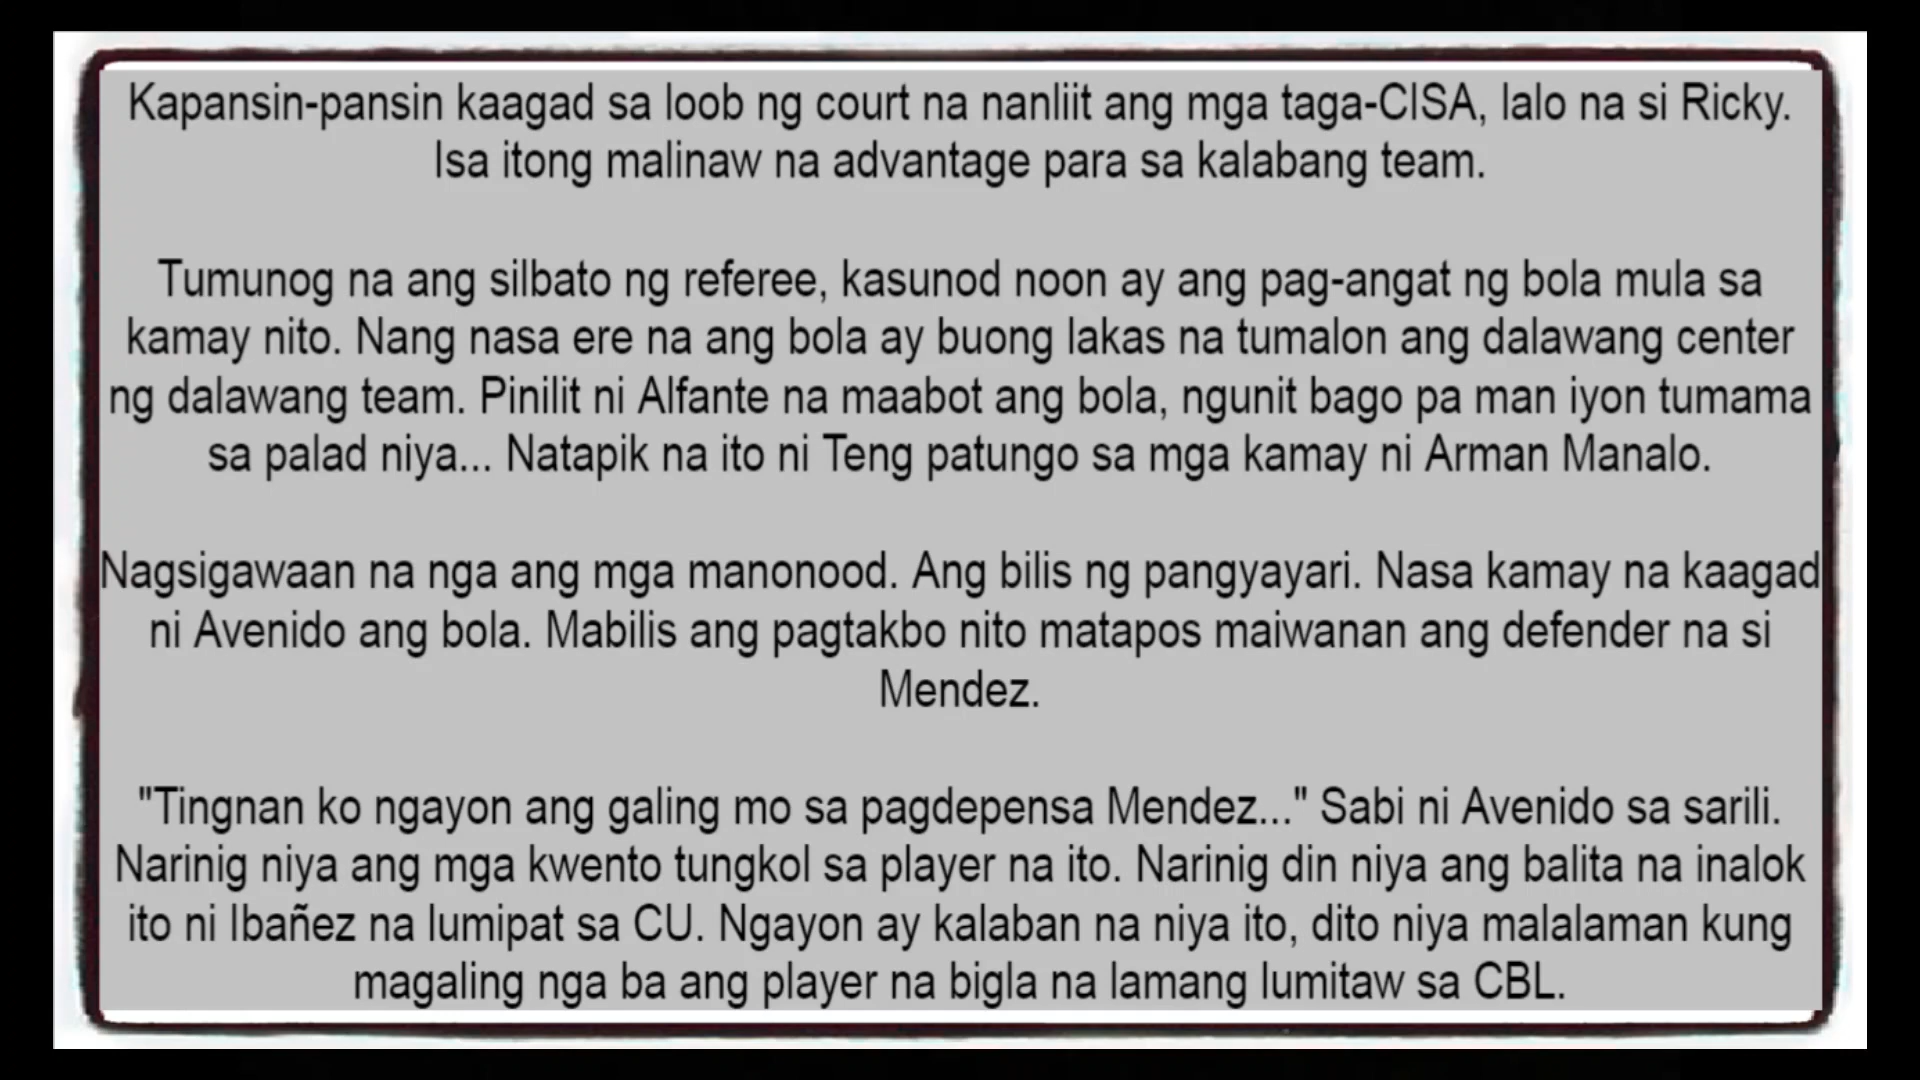 Kapansin-pansin kaagad sa loob ng court na nanliit ang mga taga-CISA, lalo na si Ricky.
Isa itong malinaw na advantage para sa kalabang team.
Tumunog na ang silbato ng referee, kasunod noon ay ang pag-angat ng bola mula sa
kamay nito. Nang nasa ere na ang bola ay buong lakas na tumalon ang dalawang center
ng dalawang team. Pinilit ni Alfante na maabot ang bola, ngunit bago pa man iyon tumama
sa palad niya... Natapik na ito ni Teng patungo sa mga kamay ni Arman Manalo.
Nagsigawaan na nga ang mga manonood. Ang bilis ng pangyayari. Nasa kamay na kaagad
ni Avenido ang bola. Mabilis ang pagtakbo nito matapos maiwanan ang defender na si
Mendez.
"Tingnan ko ngayon ang galing mo sa pagdepensa Mendez..." Sabi ni Avenido sa sarili.
Narinig niya ang mga kwento tungkol sa player na ito. Narinig din niya ang balita na inalok
ito ni Ibañez na lumipat sa CU. Ngayon ay kalaban na niya ito, dito niya malalaman kung
magaling nga ba ang player na bigla na lamang lumitaw sa CBL.